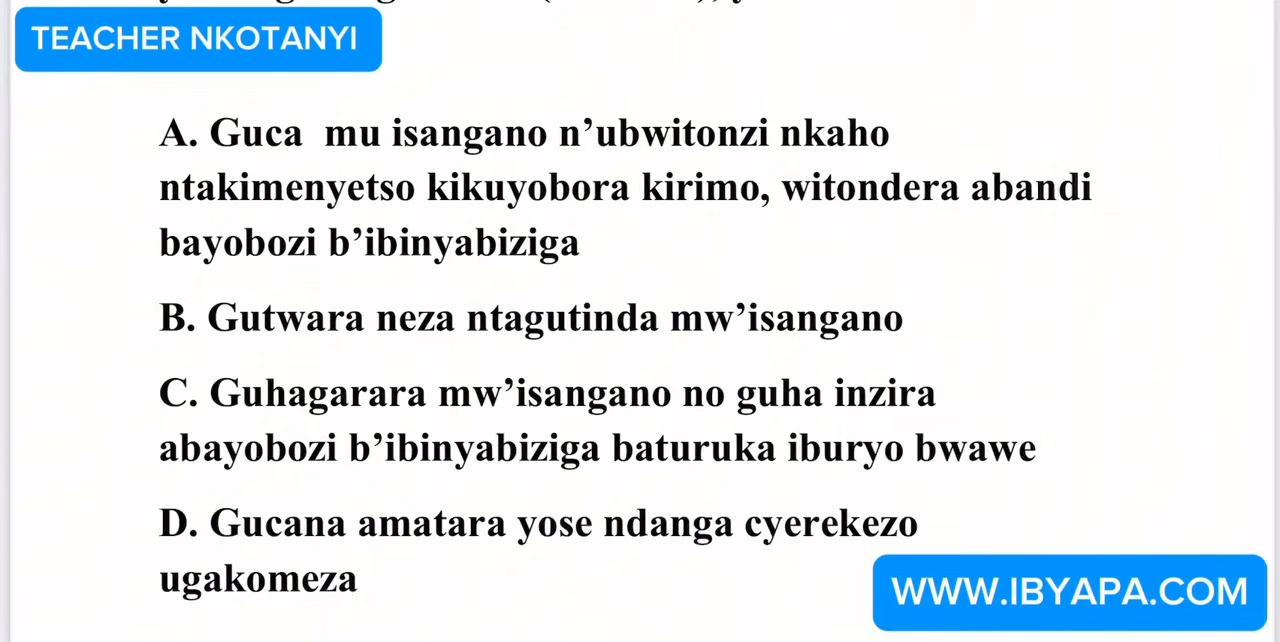 TEACHER NKOTANYI
A. Guca mu isangano n’ubwitonzi nkaho
ntakimenyetso kikuyobora kirimo, witondera abandi
bayobozi b’ibinyabiziga
B. Gutwara neza ntagutinda mw’isangano
C. Guhagarara mw’isangano no guha inzira
abayobozi b’ibinyabiziga baturuka iburyo bwawe
D. Gucana amatara yose ndanga cyerekezo
ugakomeza
WWW.IBYAPA.COM